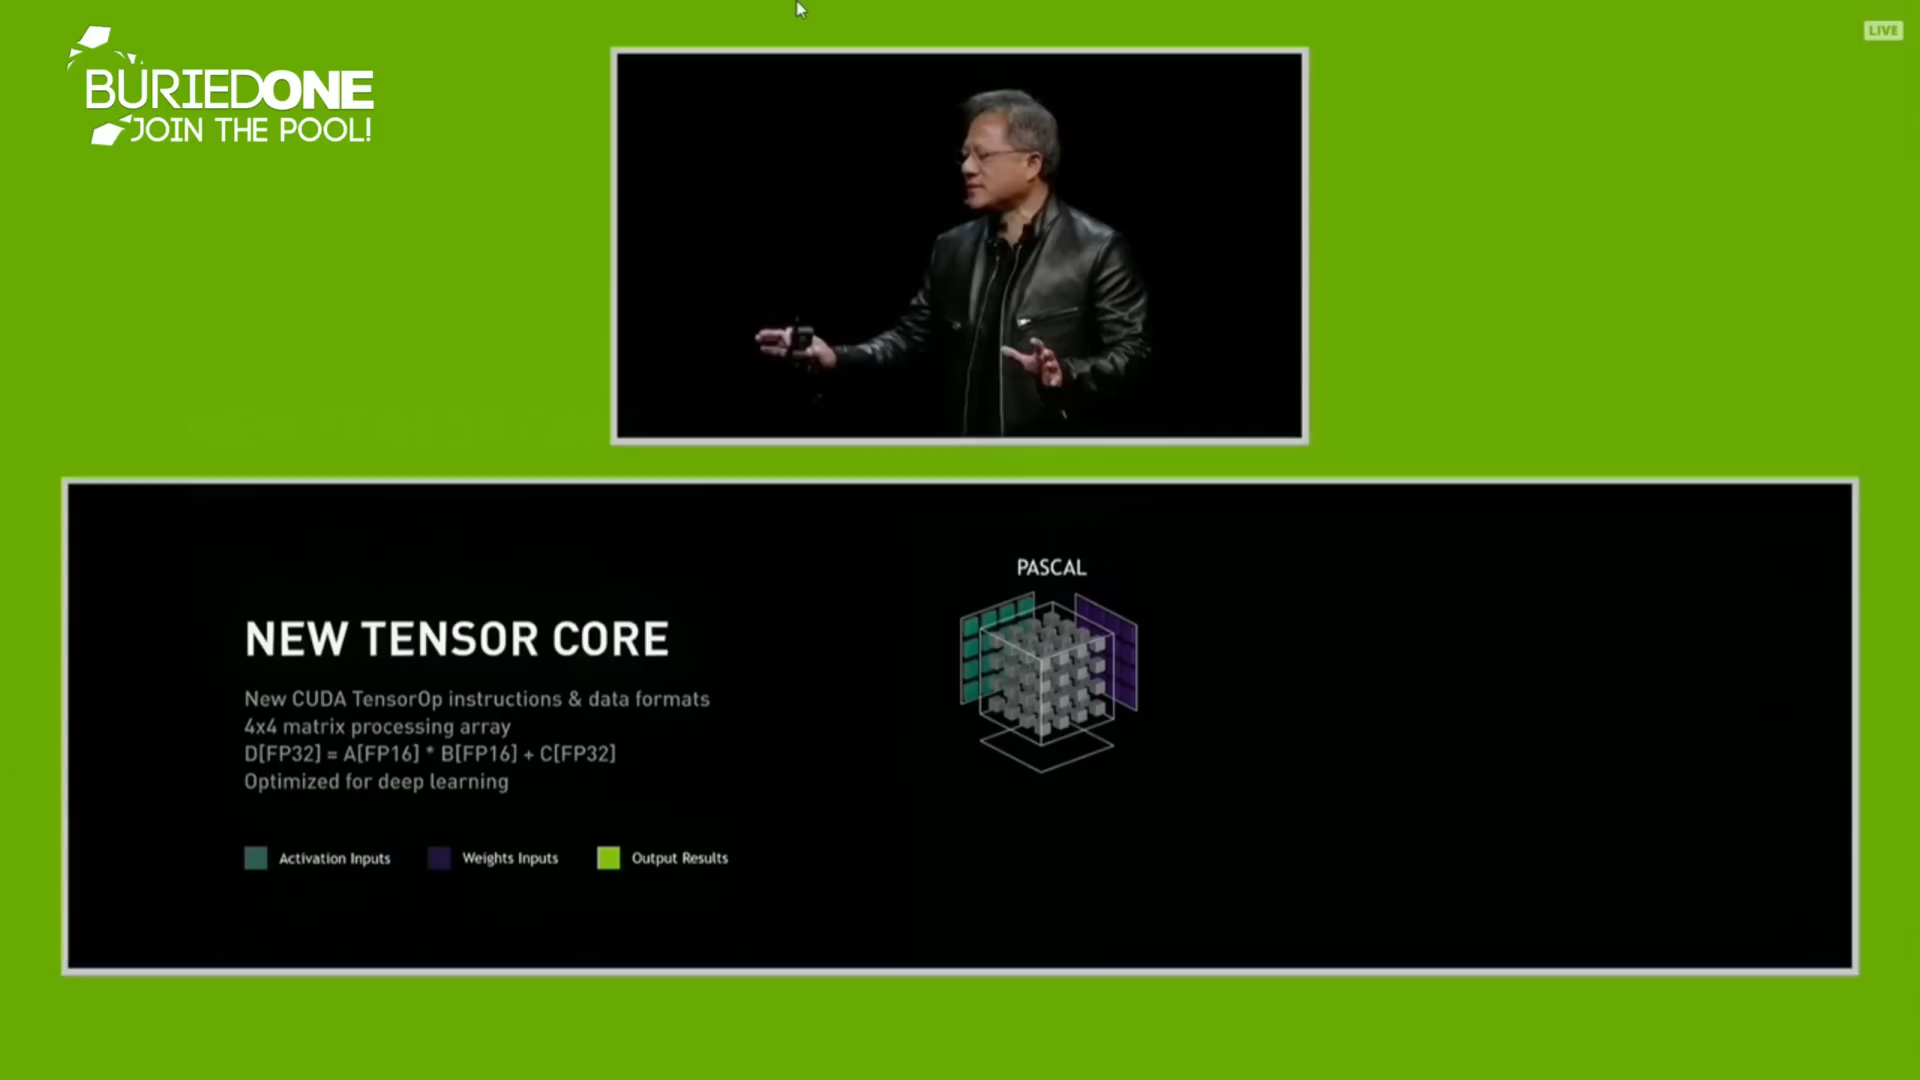 BURIEDONE
JOIN THE POOL!
LIVE
PASCAL
NEW TENSOR CORE
New CUDA TensorOp instructions & data formats
4x4 matrix processing array
D[FP32] = A[FP16] * B[FP16] + C[FP32]
Optimized for deep learning
Activation Inputs
Weights Inputs
Output Results